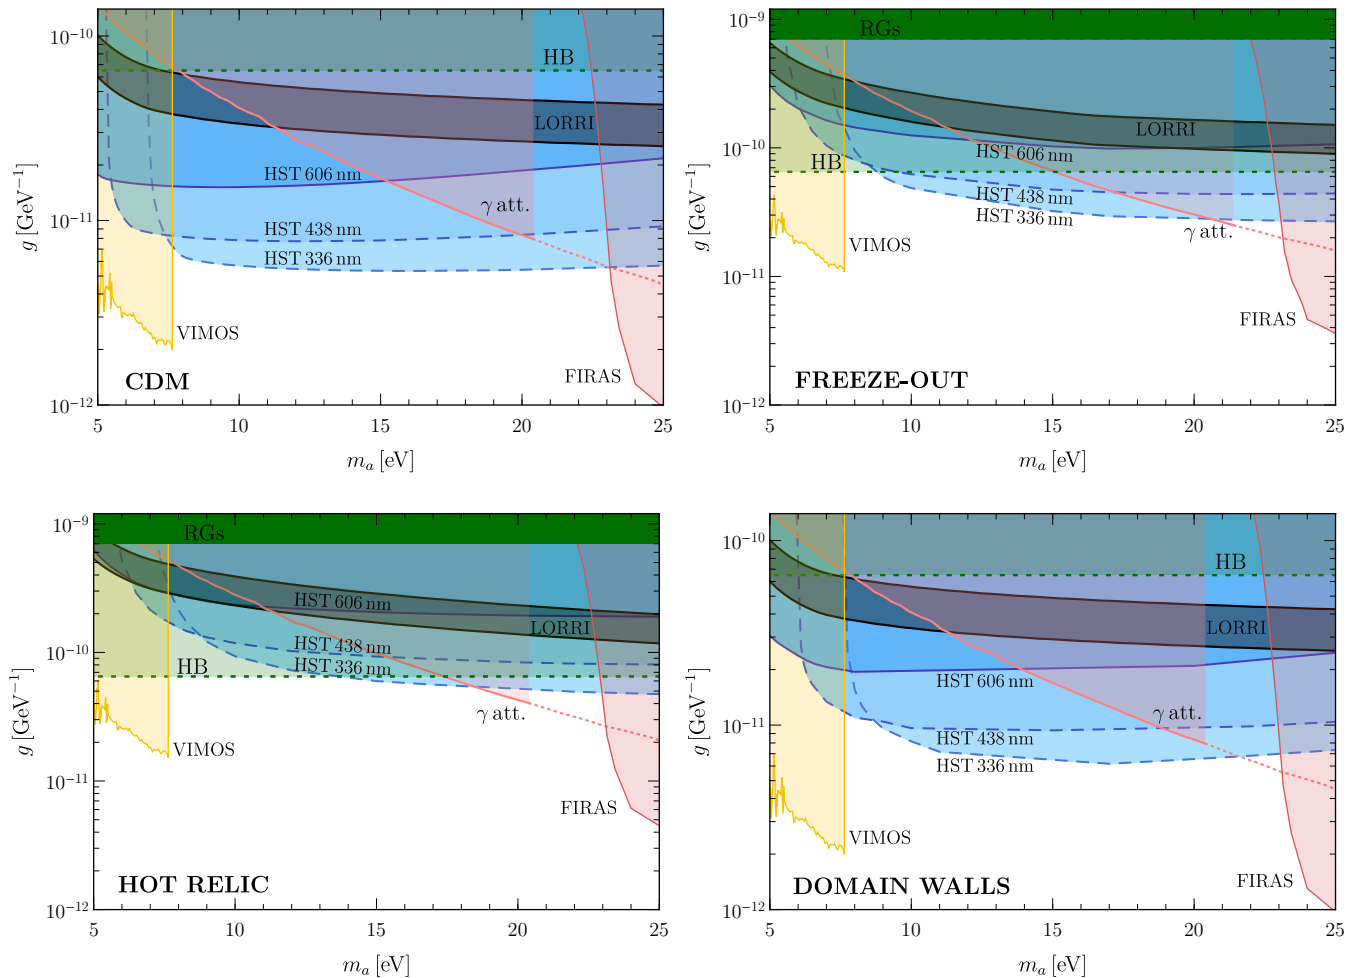 10⁻¹⁰
10⁻¹¹
10⁻¹²
g [GeV⁻¹]
HB
LORRI
HST 606 nm
γ att.
HST 438 nm
HST 336 nm
VIMOS
FIRAS
CDM
5
10
15
20
25
mₐ [eV]
10⁻⁹
10⁻¹⁰
10⁻¹¹
10⁻¹²
g [GeV⁻¹]
RGs
LORRI
HST 606 nm
HB
HST 438 nm
HST 336 nm
γ att.
VIMOS
FIRAS
FREEZE-OUT
5
10
15
20
25
mₐ [eV]
10⁻⁹
10⁻¹⁰
10⁻¹¹
10⁻¹²
g [GeV⁻¹]
RGs
HST 606 nm
LORRI
HST 438 nm
HB
HST 336 nm
γ att.
VIMOS
FIRAS
HOT RELIC
5
10
15
20
25
mₐ [eV]
10⁻¹⁰
10⁻¹¹
10⁻¹²
g [GeV⁻¹]
HB
LORRI
HST 606 nm
γ att.
HST 438 nm
HST 336 nm
VIMOS
FIRAS
DOMAIN WALLS
5
10
15
20
25
mₐ [eV]